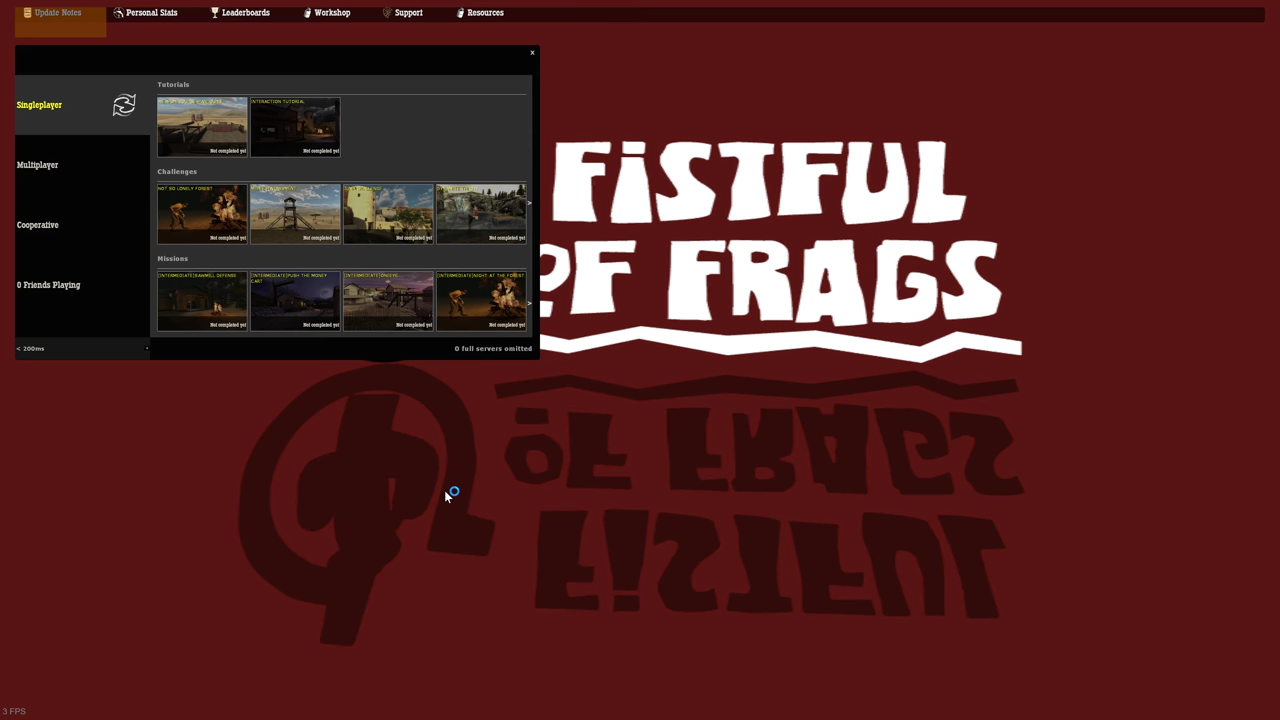 Update Notes
Personal Stats
Leaderboards
Workshop
Support
Resources
x
Singleplayer
Multiplayer
Cooperative
0 Friends Playing
< 200ms
Tutorials
INTERACTION TUTORIAL
Not completed yet
Not completed yet
Challenges
NOT SO LONELY FOREST
Not completed yet
Not completed yet
Not completed yet
Not completed yet
>
Missions
[INTERMEDIATE]SAWMILL DEFENSE
[INTERMEDIATE]PUSH THE MONEY
CART
[INTERMEDIATE]NIGHT AT THE FOREST
Not completed yet
Not completed yet
Not completed yet
Not completed yet
>
0 full servers omitted
FISTFUL
OF FRAGS
3 FPS